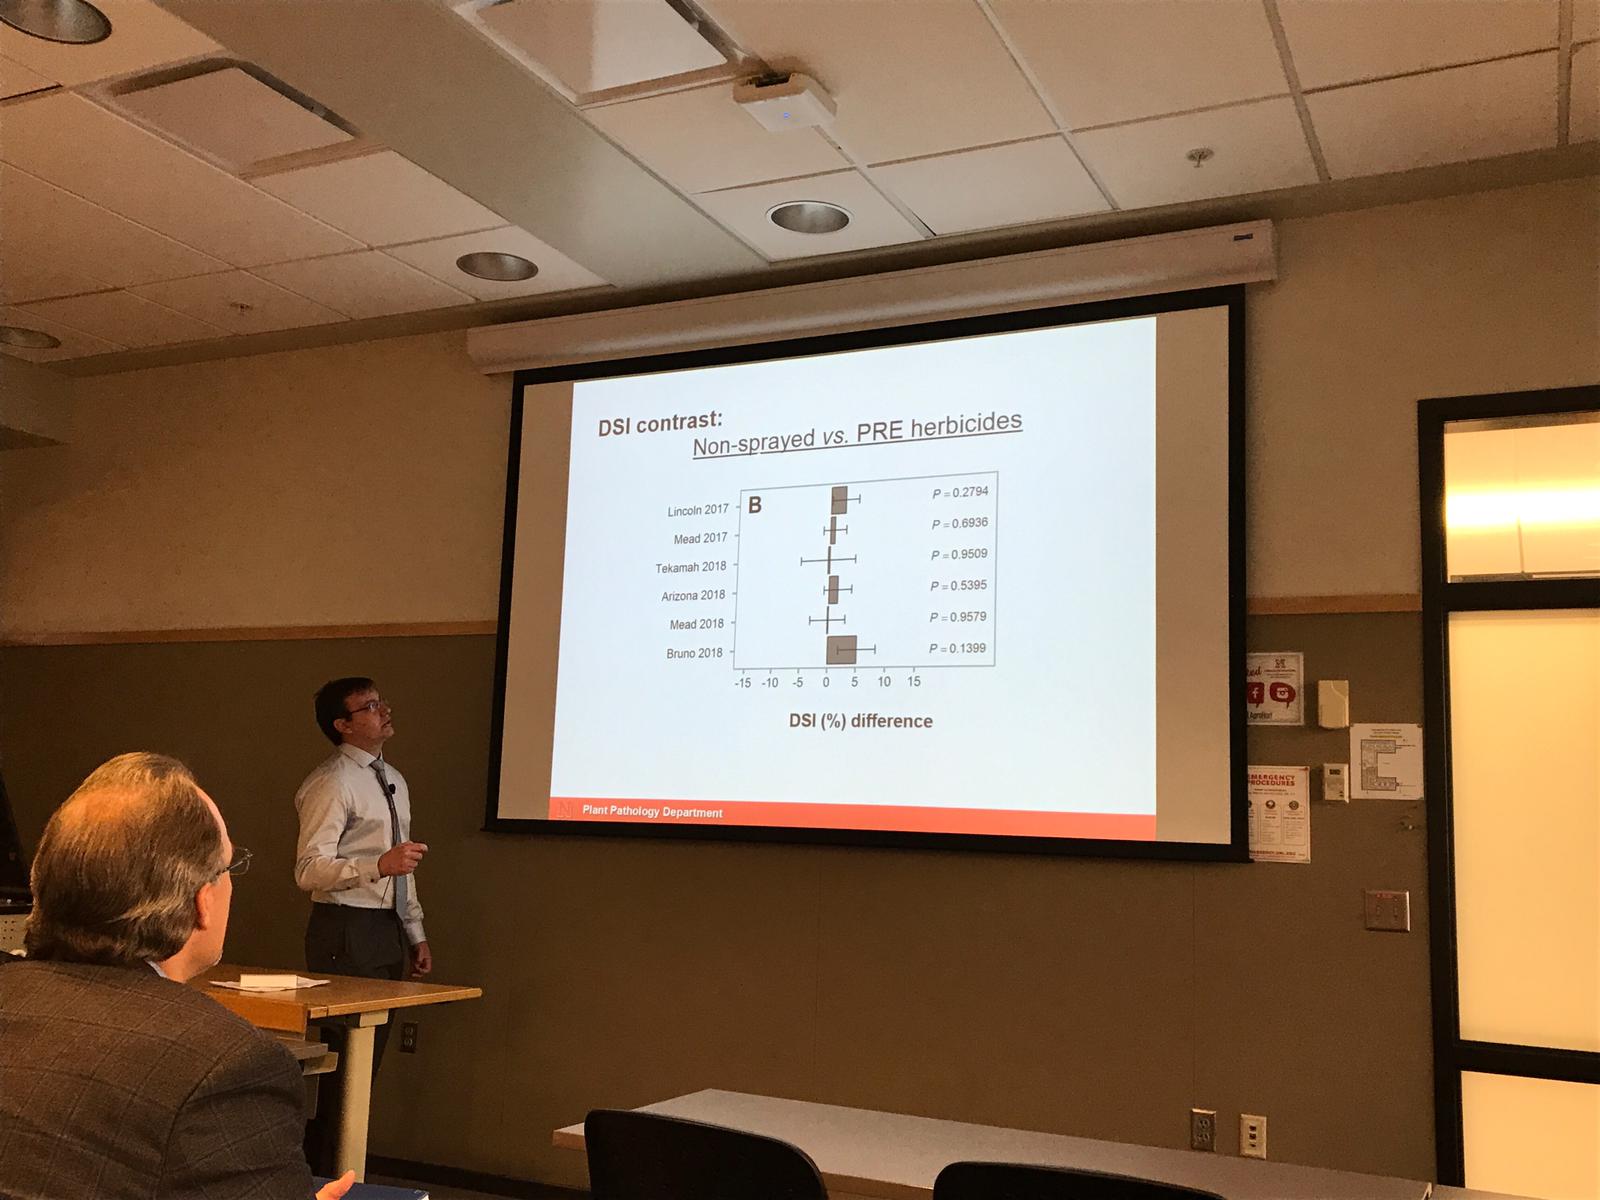 DSI contrast:
Non-sprayed vs. PRE herbicides
B
Lincoln 2017
P = 0.2794
Mead 2017
P = 0.6936
Tekamah 2018
P = 0.9509
Arizona 2018
P = 0.5395
Mead 2018
P = 0.9579
Bruno 2018
P = 0.1399
-15 -10 -5 0 5 10 15
DSI (%) difference
N Plant Pathology Department
EMERGENCY
PROCEDURES